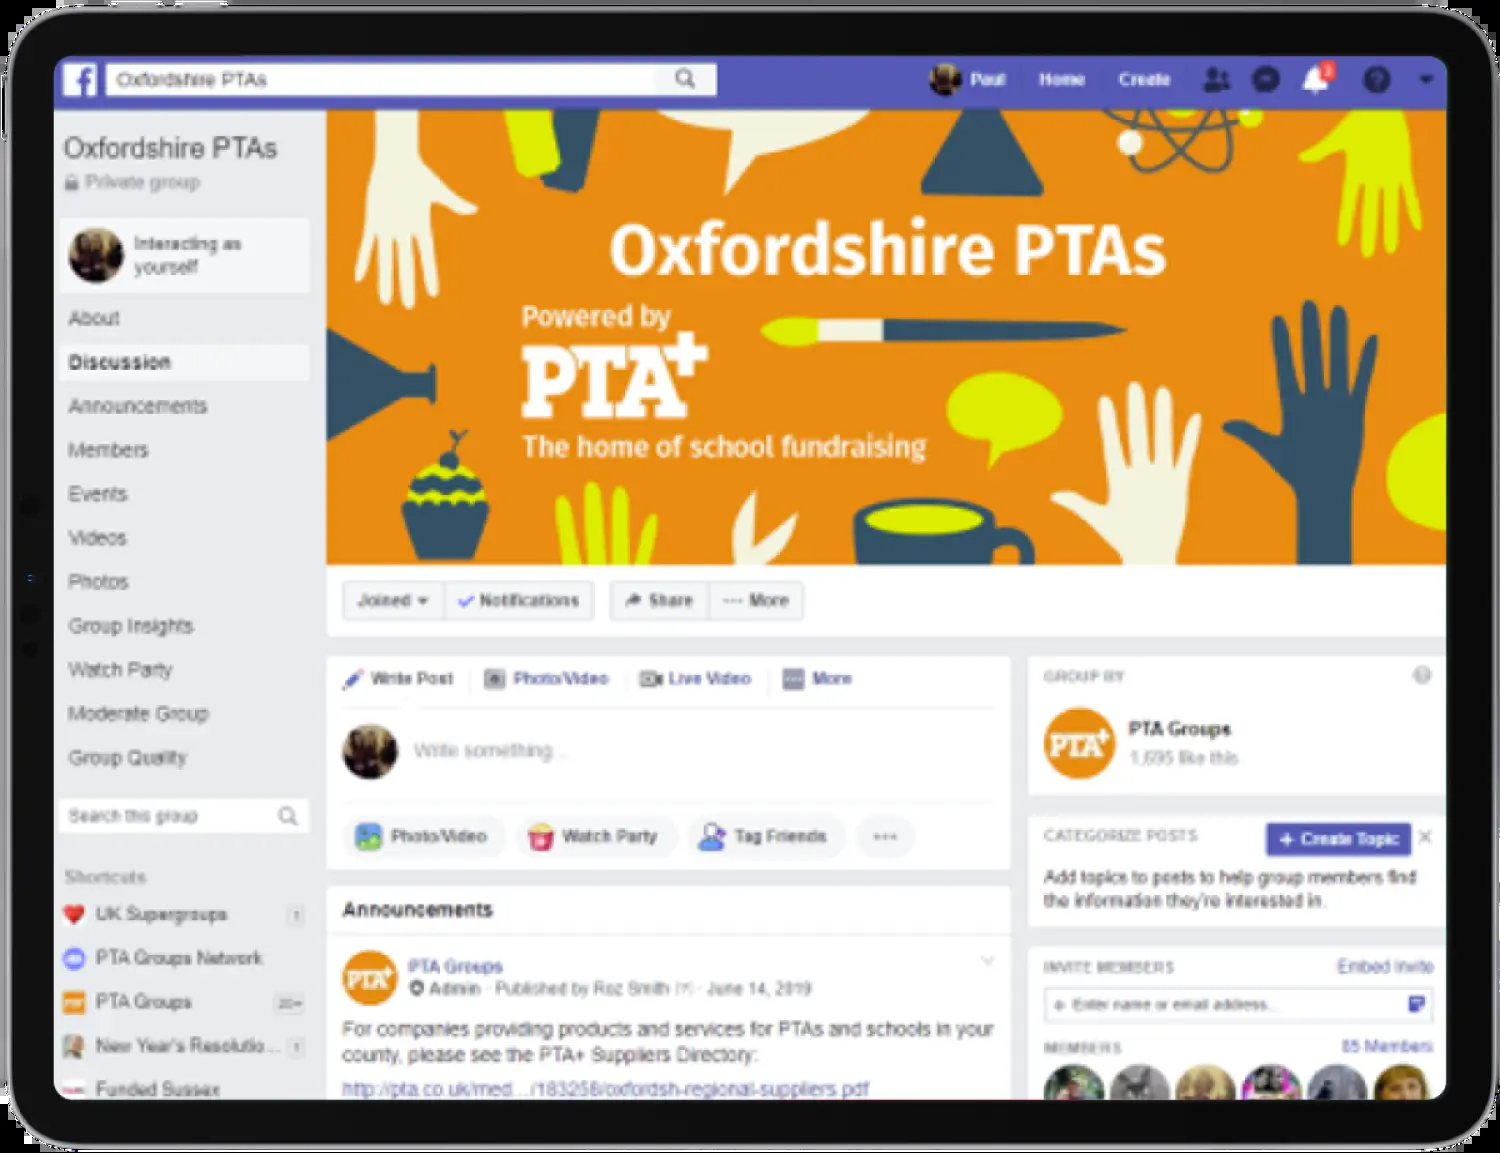 Oxfordshire PTAs
Paul
Home
Create
Oxfordshire PTAs
Private group
Interacting as
yourself
About
Discussion
Announcements
Members
Events
Videos
Photos
Group Insights
Watch Party
Moderate Group
Group Quality
Search this group
Shortcuts
UK Supergroups 1
PTA Groups Network
PTA Groups 20+
New Year's Resolutio... 1
Funded Sussex
Oxfordshire PTAs
Powered by
PTA+
The home of school fundraising
Joined
Notifications
Share
More
Write Post
Photo/Video
Live Video
More
Write something...
Photo/Video
Watch Party
Tag Friends
Announcements
PTA+
PTA Groups
Admin · Published by Roz Smith [?] · June 14, 2019
For companies providing products and services for PTAs and schools in your
county, please see the PTA+ Suppliers Directory:
http://pta.co.uk/med.../183258/oxfordsh-regional-suppliers.pdf
GROUP BY
PTA+
PTA Groups
1,695 like this
CATEGORIZE POSTS
+ Create Topic
Add topics to posts to help group members find
the information they're interested in.
INVITE MEMBERS
Embed Invite
+ Enter name or email address...
MEMBERS
85 Members